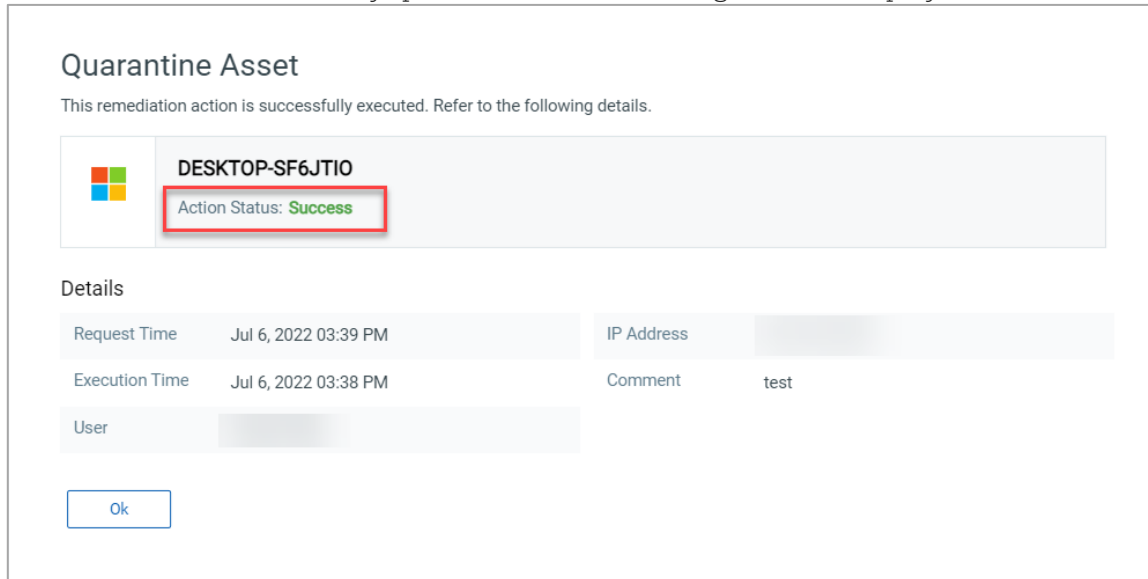 Quarantine Asset
This remediation action is successfully executed. Refer to the following details.
DESKTOP-SF6JTIO
Action Status: Success
Details
Request Time Jul 6, 2022 03:39 PM IP Address
Execution Time Jul 6, 2022 03:38 PM Comment test
User
Ok